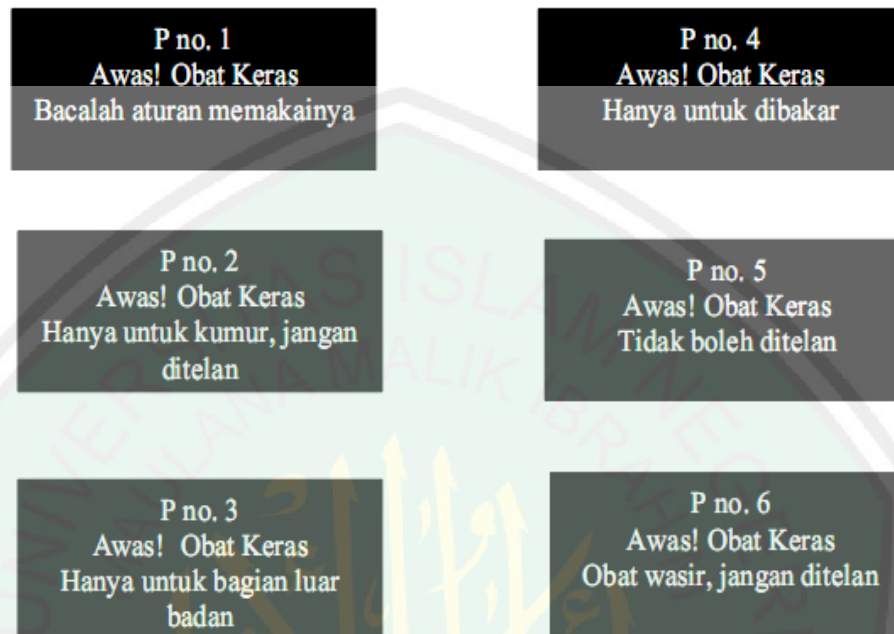 P no. 1
Awas! Obat Keras
Bacalah aturan memakainya
P no. 2
Awas! Obat Keras
Hanya untuk kumur, jangan
ditelan
P no. 3
Awas! Obat Keras
Hanya untuk bagian luar
badan
P no. 4
Awas! Obat Keras
Hanya untuk dibakar
P no. 5
Awas! Obat Keras
Tidak boleh ditelan
P no. 6
Awas! Obat Keras
Obat wasir, jangan ditelan